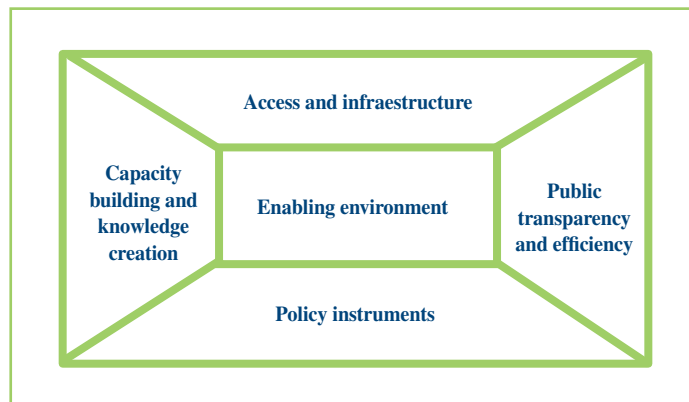 Access and infraestructure
Capacity
building and
knowledge
creation
Enabling environment
Public
transparency
and efficiency
Policy instruments